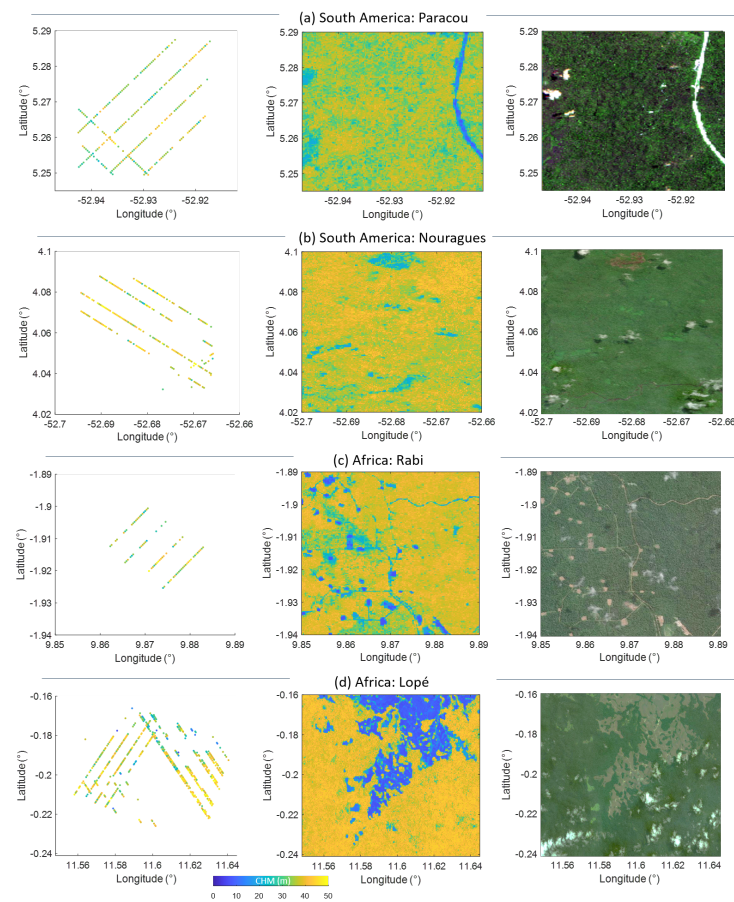 (a) South America: Paracou
5.29
5.28
5.27
5.26
5.25
Latitude (°)
-52.94 -52.93 -52.92
Longitude (°)
5.29
5.28
5.27
5.26
5.25
Latitude (°)
-52.94 -52.93 -52.92
Longitude (°)
5.29
5.28
5.27
5.26
5.25
Latitude (°)
-52.94 -52.93 -52.92
Longitude (°)
(b) South America: Nouragues
4.1
4.08
4.06
4.04
4.02
Latitude (°)
-52.7 -52.69 -52.68 -52.67 -52.66
Longitude (°)
4.1
4.08
4.06
4.04
4.02
Latitude (°)
-52.7 -52.69 -52.68 -52.67 -52.66
Longitude (°)
4.1
4.08
4.06
4.04
4.02
Latitude (°)
-52.7 -52.69 -52.68 -52.67 -52.66
Longitude (°)
(c) Africa: Rabi
-1.89
-1.9
-1.91
-1.92
-1.93
-1.94
Latitude (°)
9.85 9.86 9.87 9.88 9.89
Longitude (°)
-1.89
-1.9
-1.91
-1.92
-1.93
-1.94
Latitude (°)
9.85 9.86 9.87 9.88 9.89
Longitude (°)
-1.89
-1.9
-1.91
-1.92
-1.93
-1.94
Latitude (°)
9.85 9.86 9.87 9.88 9.89
Longitude (°)
(d) Africa: Lopé
-0.16
-0.18
-0.2
-0.22
-0.24
Latitude (°)
11.56 11.58 11.6 11.62 11.64
Longitude (°)
-0.16
-0.18
-0.2
-0.22
-0.24
Latitude (°)
11.56 11.58 11.6 11.62 11.64
Longitude (°)
-0.16
-0.18
-0.2
-0.22
-0.24
Latitude (°)
11.56 11.58 11.6 11.62 11.64
Longitude (°)
CHM (m)
0 10 20 30 40 50